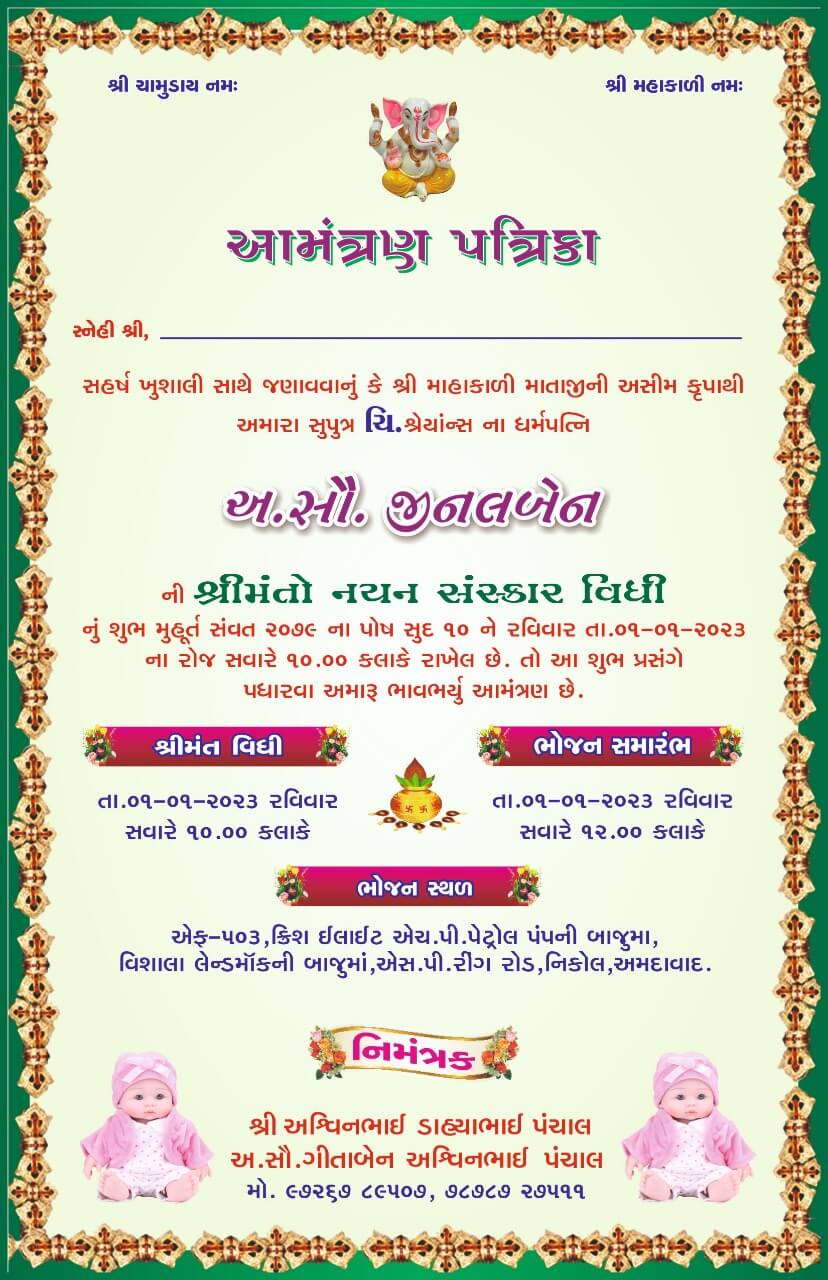 શ્રી ચામુડાય નમઃ
શ્રી મહાકાળી નમઃ
આમંત્રણ પત્રિકા
સ્નેહી શ્રી,
સહર્ષ ખુશાલી સાથે જણાવવાનું કે શ્રી માહાકાળી માતાજીની અસીમ કૃપાથી
અમારા સુપુત્ર ચિ.શ્રેયાંન્સ ના ધર્મપત્નિ
અ.સૌ. જીનલબેન
ની શ્રીમંતો નયન સંસ્કાર વિધી
નું શુભ મુહૂર્ત સંવત ૨૦૭૯ ના પોષ સુદ ૧૦ ને રવિવાર તા.૦૧-૦૧-૨૦૨૩
ના રોજ સવારે ૧૦.૦૦ કલાકે રાખેલ છે. તો આ શુભ પ્રસંગે
પધારવા અમારૂ ભાવભર્યુ આમંત્રણ છે.
શ્રીમંત વિધી
ભોજન સમારંભ
તા.૦૧-૦૧-૨૦૨૩ રવિવાર
તા.૦૧-૦૧-૨૦૨૩ રવિવાર
સવારે ૧૦.૦૦ કલાકે
સવારે ૧૨.૦૦ કલાકે
ભોજન સ્થળ
એફ-૫૦૩,ક્રિશ ઈલાઈટ એચ.પી.પેટ્રોલ પંપની બાજુમા,
વિશાલા લેન્ડમૉકની બાજુમાં,એસ.પી.રીંગ રોડ,નિકોલ,અમદાવાદ.
નિમંત્રક
શ્રી અશ્વિનભાઈ ડાહ્યાભાઈ પંચાલ
અ.સૌ.ગીતાબેન અશ્વિનભાઈ પંચાલ
મો. ૯૭૨૬૭ ૮૯૫૦૭, ૭૮૭૮૭ ૨૭૫૧૧